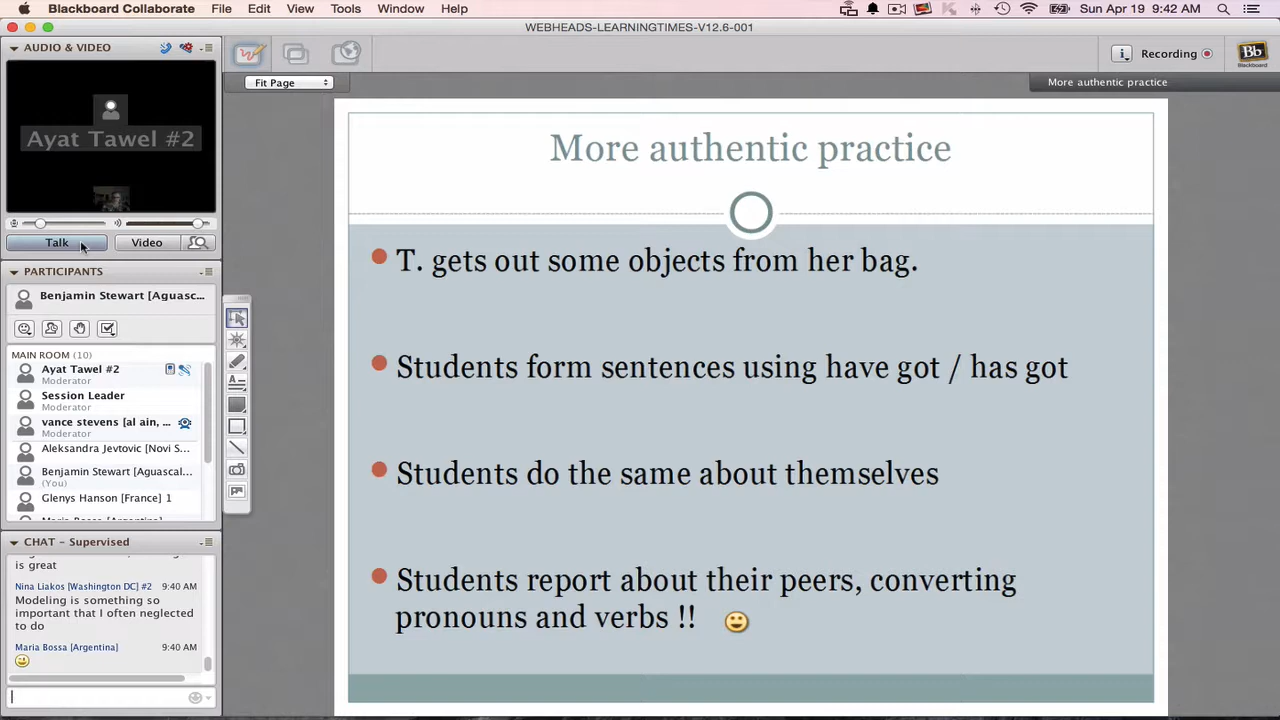 Blackboard Collaborate File Edit View Tools Window Help Sun Apr 19 9:42 AM
WEBHEADS-LEARNINGTIMES-V12.6-001
AUDIO & VIDEO
Recording
Bb
Blackboard
Fit Page
More authentic practice
Ayat Tawel #2
Talk
Video
PARTICIPANTS
Benjamin Stewart [Aguasc...
MAIN ROOM (10)
Ayat Tawel #2
Moderator
Session Leader
Moderator
vance stevens [al ain, ...
Moderator
Aleksandra Jevtovic [Novi S...
Benjamin Stewart [Aguascal...
(You)
Glenys Hanson [France] 1
Maria Bossa [Argentina]
CHAT – Supervised
is great
Nina Liakos [Washington DC] #2 9:40 AM
Modeling is something so
important that I often neglected
to do
Maria Bossa [Argentina] 9:40 AM
More authentic practice
T. gets out some objects from her bag.
Students form sentences using have got / has got
Students do the same about themselves
Students report about their peers, converting
pronouns and verbs !!